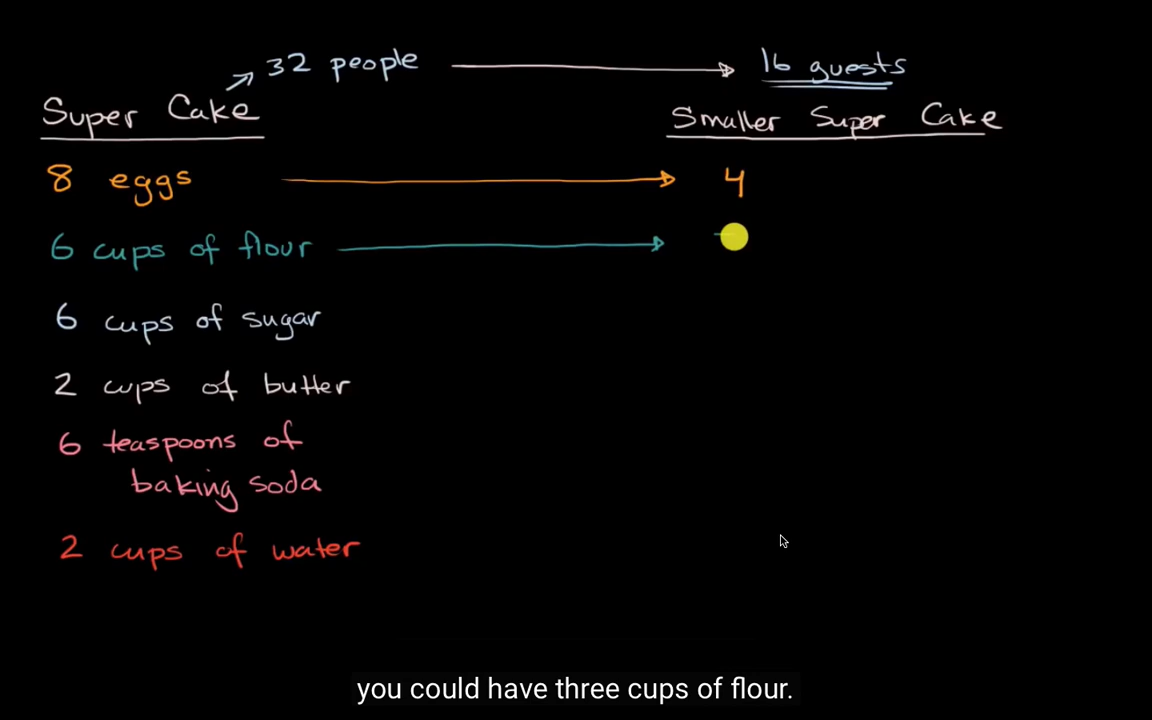 32 people
16 guests
Super Cake
Smaller Super Cake
8 eggs
4
6 cups of flour
6 cups of sugar
2 cups of butter
6 teaspoons of
baking soda
2 cups of water
you could have three cups of flour.